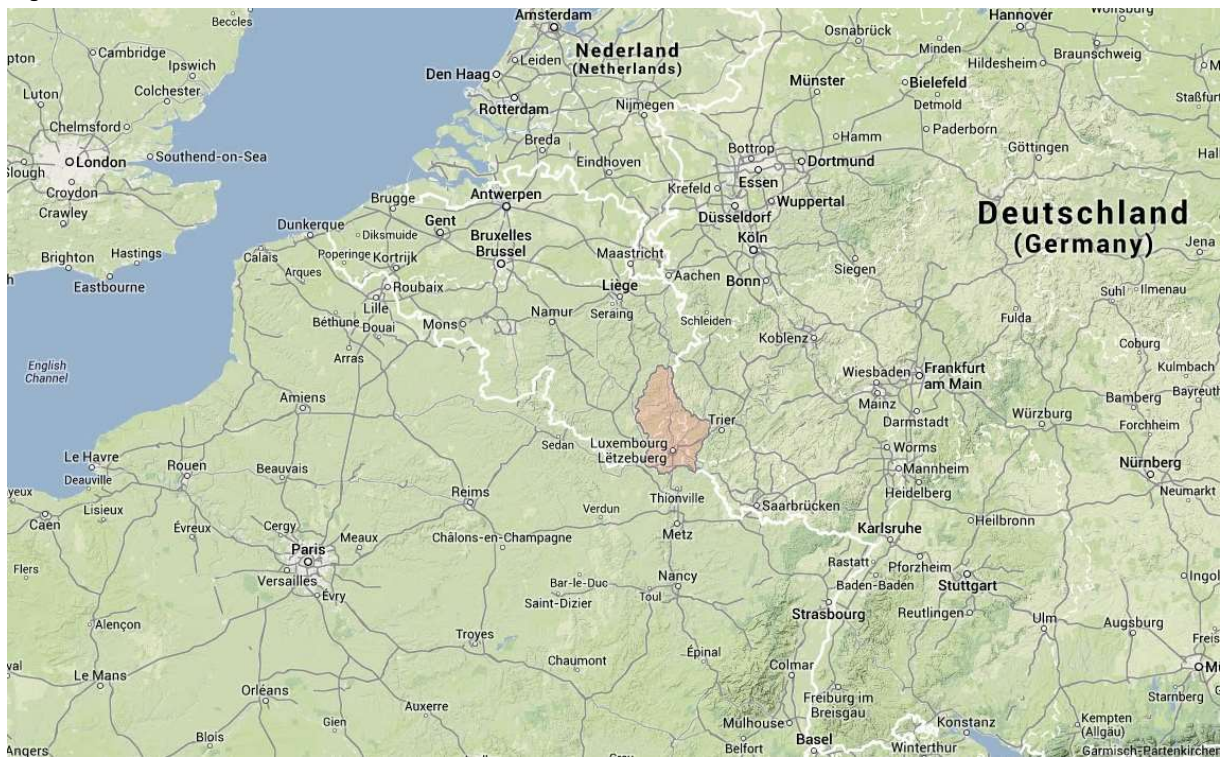 Beccles
Amsterdam
Hannover
Wolfsburg
Cambridge
Ipswich
Leiden
Nederland
(Netherlands)
Osnabrück
Minden
Hildesheim
Braunschweig
Luton
Colchester
Den Haag
Rotterdam
Nijmegen
Münster
Bielefeld
Detmold
Chelmsford
Breda
Hamm
Paderborn
London
Southend-on-Sea
Slough
Croydon
Crawley
Eindhoven
Bottrop
Essen
Dortmund
Göttingen
Krefeld
Wuppertal
Düsseldorf
Brugge
Antwerpen
Dunkerque
Diksmuide
Gent
Bruxelles
Brussel
Köln
Deutschland
(Germany)
Jena
Brighton
Hastings
Eastbourne
Calais
Poperinge
Kortrijk
Arques
Roubaix
Lille
Maastricht
Aachen
Liège
Seraing
Bonn
Siegen
Suhl
Ilmenau
Béthune
Douai
Mons
Namur
Schleiden
Koblenz
Fulda
Coburg
Arras
English
Channel
Wiesbaden
Frankfurt
am Main
Kulmbach
Amiens
Mainz
Darmstadt
Würzburg
Bamberg
Bayreuth
Forchheim
Trier
Sedan
Luxembourg
Lëtzebuerg
Worms
Mannheim
Heidelberg
Nürnberg
Neumarkt
Le Havre
Deauville
Rouen
Beauvais
Reims
Verdun
Thionville
Saarbrücken
Metz
Karlsruhe
Heilbronn
Caen
Lisieux
Évreux
Cergy
Paris
Meaux
Châlons-en-Champagne
Flers
Versailles
Évry
Bar-le-Duc
Saint-Dizier
Nancy
Toul
Rastatt
Baden-Baden
Pforzheim
Stuttgart
Strasbourg
Reutlingen
Ulm
Augsburg
Alençon
Troyes
Chaumont
Épinal
Colmar
Le Mans
Orléans
Auxerre
Gien
Blois
Angers
Freiburg im
Breisgau
Mulhouse
Belfort
Basel
Konstanz
Winterthur
Kempten
(Allgäu)
Starnberg
Garmisch-Partenkirchen